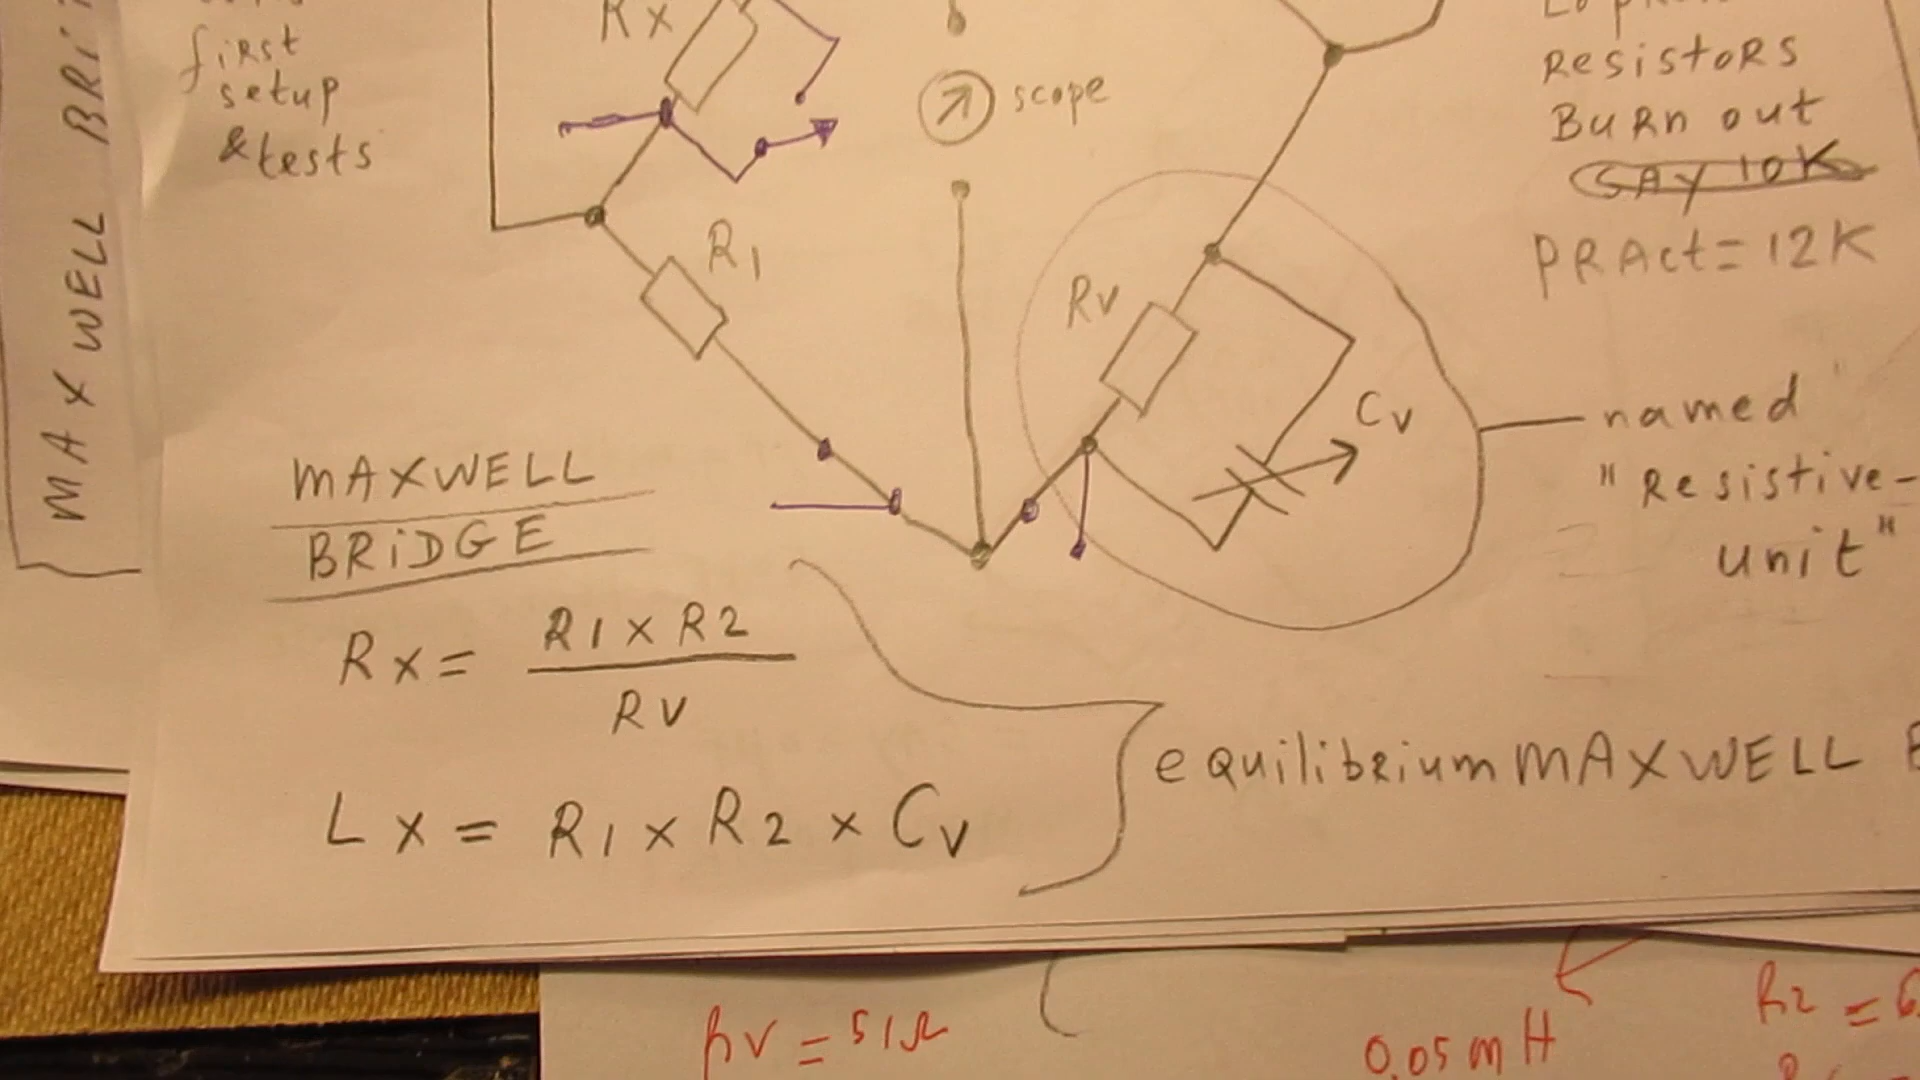 MAXWELL
first
setup
& tests
Rx
scope
Resistors
Burn out
SAY 10K
PRAct = 12K
R1
Rv
Cv
named
"Resistive-
unit"
MAXWELL
BRiDGE
Rx = R1 x R2
RV
Lx = R1 x R2 x Cv
equilibrium MAXWELL
RV = 51Ω
0.05 mH
R2 =